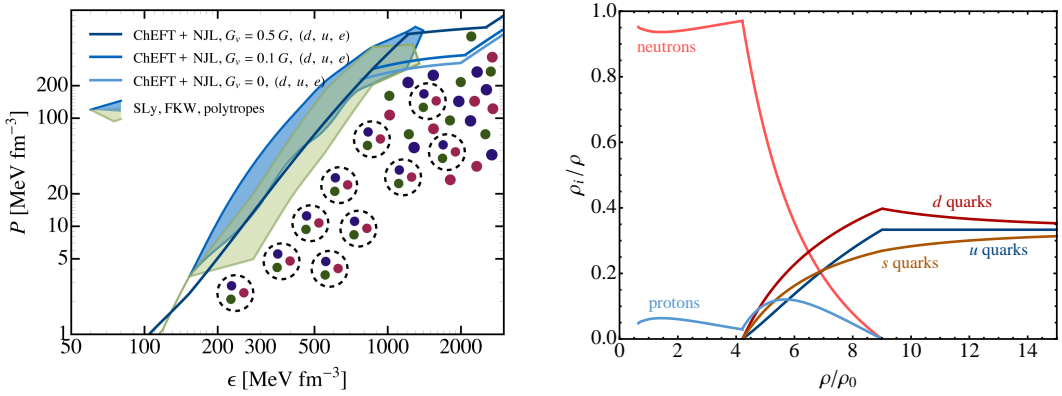 ChEFT + NJL, G_v = 0.5 G, (d, u, e)
ChEFT + NJL, G_v = 0.1 G, (d, u, e)
ChEFT + NJL, G_v = 0, (d, u, e)
SLy, FKW, polytropes
P [MeV fm⁻³]
200
100
20
10
5
1
50
100
200
300
500
1000
2000
ϵ [MeV fm⁻³]
ρᵢ/ρ
1.0
0.8
0.6
0.4
0.2
0.0
neutrons
protons
d quarks
u quarks
s quarks
0
2
4
6
8
10
12
14
ρ/ρ₀